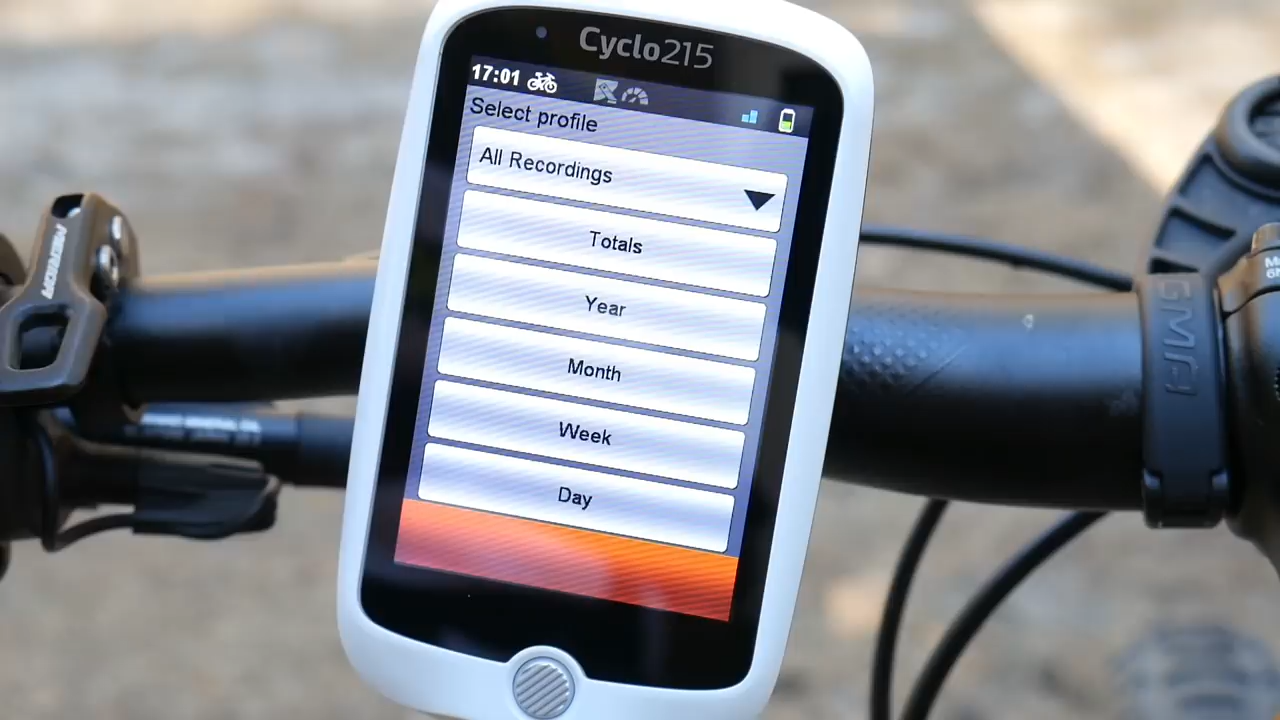 Cyclo215
17:01
Select profile
All Recordings
Totals
Year
Month
Week
Day